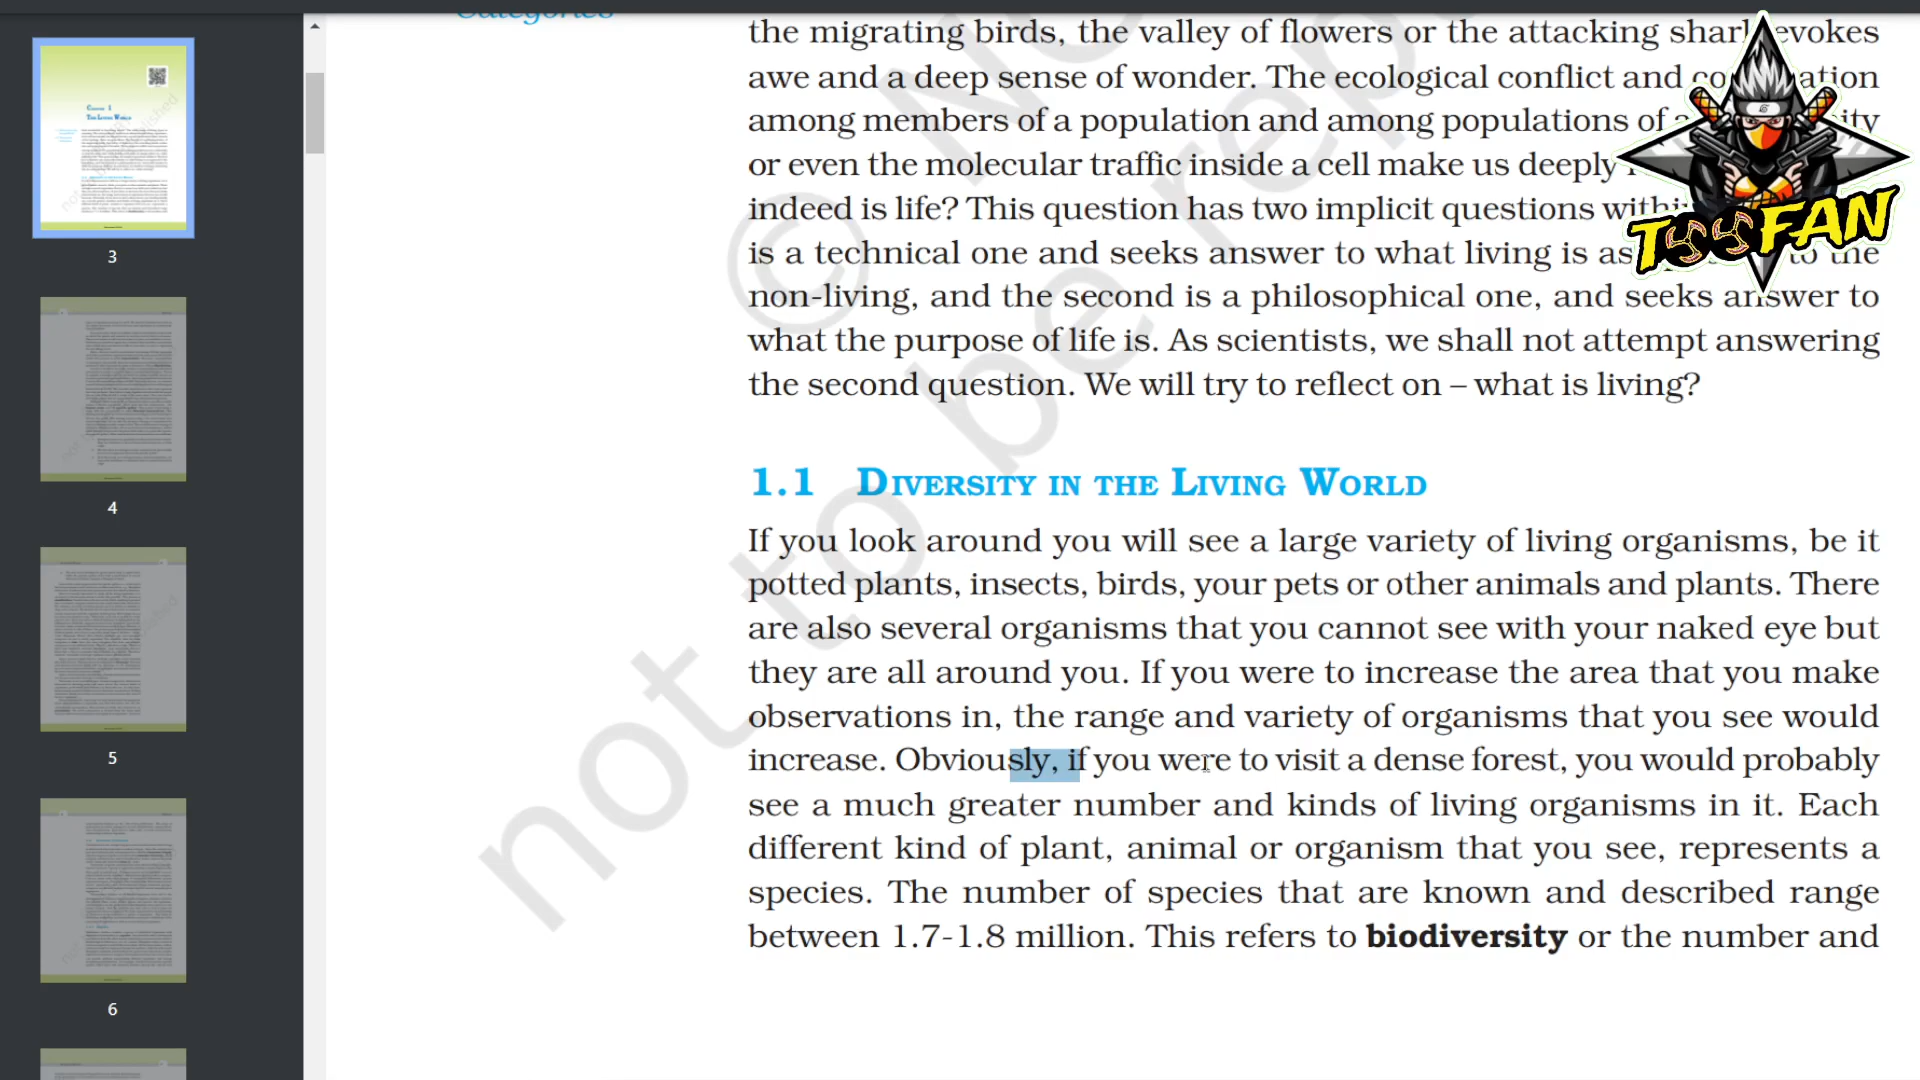 Categories
the migrating birds, the valley of flowers or the attacking shark evokes
awe and a deep sense of wonder. The ecological conflict and
among members of a population and among populations of
or even the molecular traffic inside a cell make us deeply
indeed is life? This question has two implicit questions
is a technical one and seeks answer to what living is as to the
non-living, and the second is a philosophical one, and seeks answer to
what the purpose of life is. As scientists, we shall not attempt answering
the second question. We will try to reflect on – what is living?
TOOFAN
1.1 DIVERSITY IN THE LIVING WORLD
If you look around you will see a large variety of living organisms, be it
potted plants, insects, birds, your pets or other animals and plants. There
are also several organisms that you cannot see with your naked eye but
they are all around you. If you were to increase the area that you make
observations in, the range and variety of organisms that you see would
increase. Obviously, if you were to visit a dense forest, you would probably
see a much greater number and kinds of living organisms in it. Each
different kind of plant, animal or organism that you see, represents a
species. The number of species that are known and described range
between 1.7-1.8 million. This refers to biodiversity or the number and
not to be
©
3
4
5
6